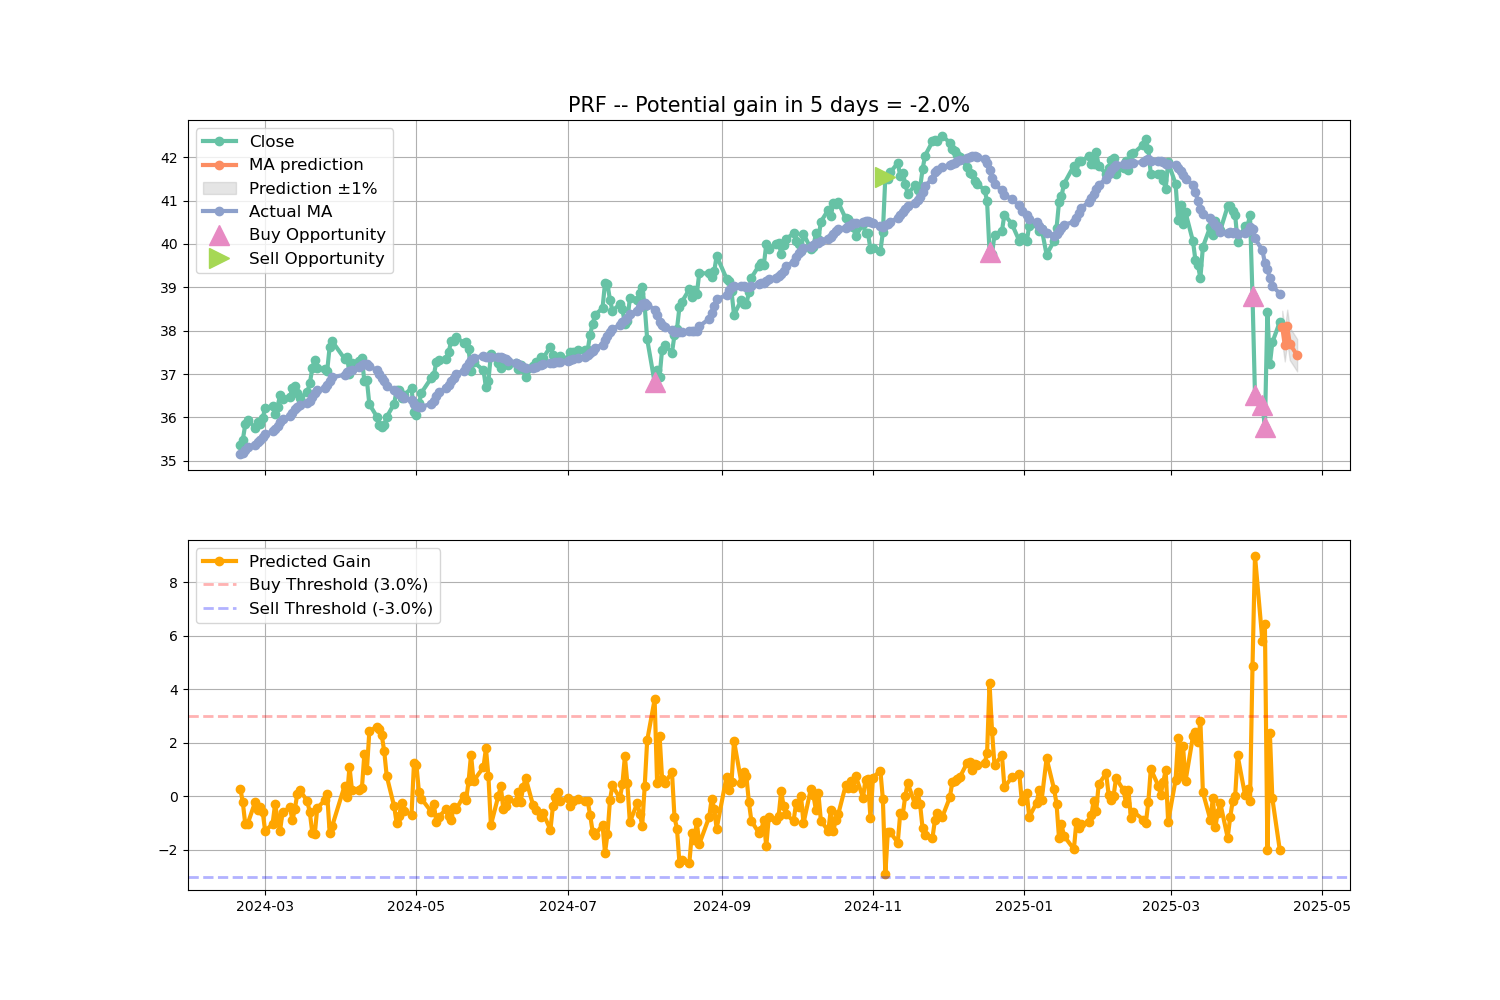 PRF -- Potential gain in 5 days = -2.0%
Close
MA prediction
Prediction ±1%
Actual MA
Buy Opportunity
Sell Opportunity
42
41
40
39
38
37
36
35
Predicted Gain
Buy Threshold (3.0%)
Sell Threshold (-3.0%)
8
6
4
2
0
−2
2024-03
2024-05
2024-07
2024-09
2024-11
2025-01
2025-03
2025-05